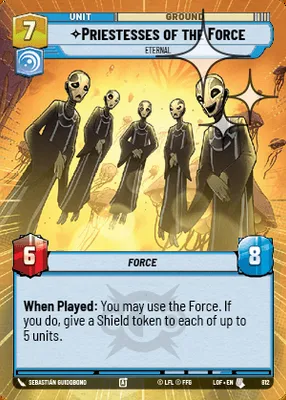 UNIT
GROUND
7
✧PRIESTESSES OF THE FORCE
ETERNAL
6
8
FORCE
When Played: You may use the Force. If
you do, give a Shield token to each of up to
5 units.
SEBASTIÁN GUIDOBONO
© LFL © FFG
LOF • EN
812